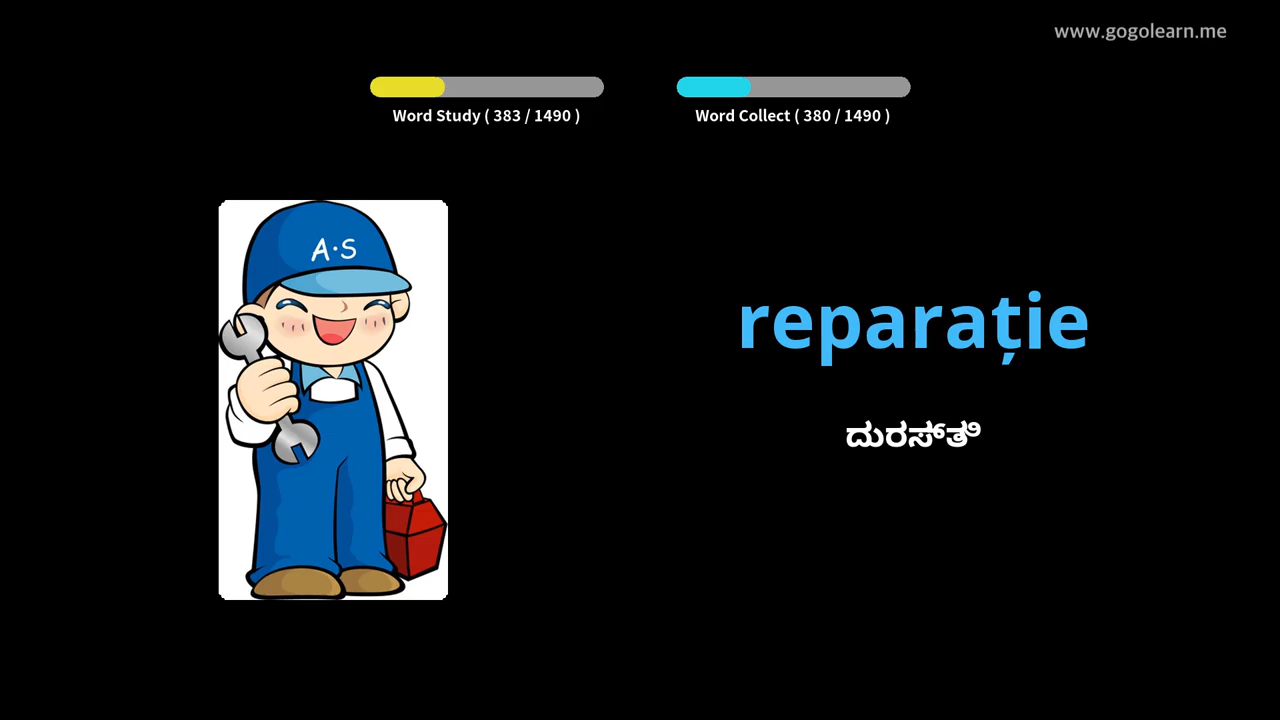 www.gogolearn.me
Word Study ( 383 / 1490 )
Word Collect ( 380 / 1490 )
A·S
reparație
ದುರಸ್ತಿ